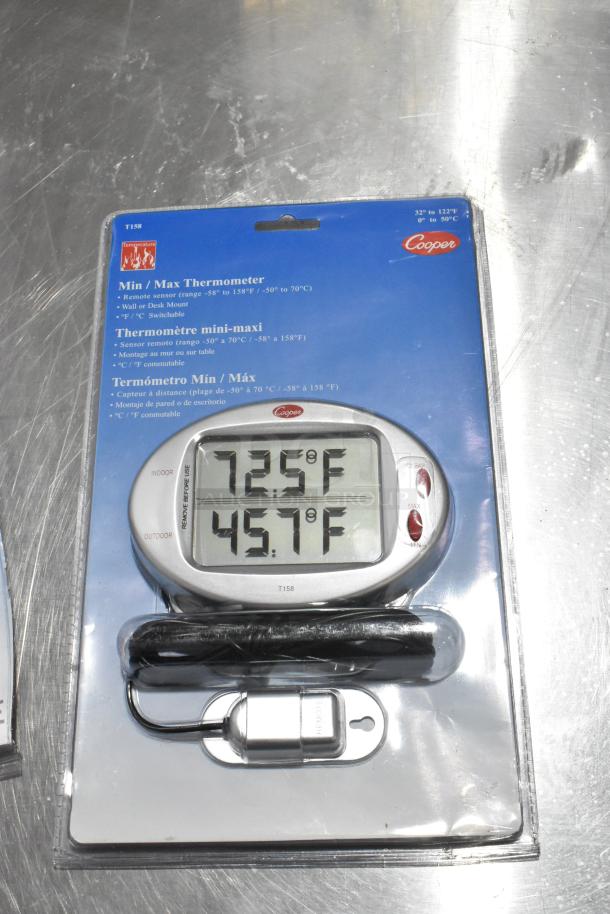 T158
32° to 122°F
0° to 50°C
Temperature
Cooper
Min / Max Thermometer
• Remote sensor (range -58° to 158°F / -50° to 70°C)
• Wall or Desk Mount
• °F / °C Switchable
Thermomètre mini-maxi
• Sensor remoto (rango -50° a 70°C / -58° a 158°F)
• Montage au mur ou sur table
• °C / °F commutable
Termómetro Mín / Máx
• Capteur à distance (plage de -50° à 70 °C / -58° à 158 °F)
• Montaje de pared o de escritorio
• °C / °F conmutable
Cooper
INDOOR
OUTDOOR
REMOVE BEFORE USE
72.5°F
45.7°F
MIN
T158